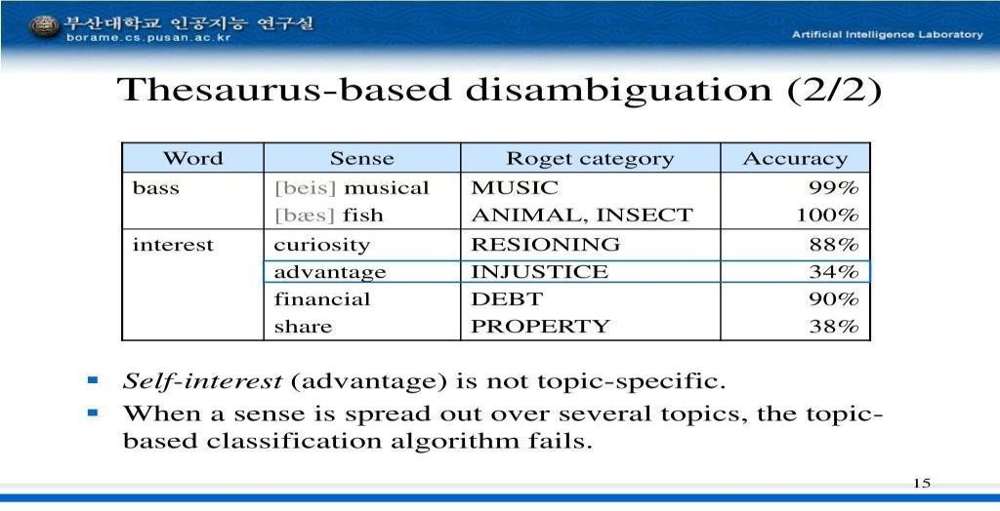 부산대학교 인공지능 연구실
borame.cs.pusan.ac.kr
Artificial Intelligence Laboratory
Thesaurus-based disambiguation (2/2)
Word Sense Roget category Accuracy
bass [beis] musical MUSIC 99%
[bæs] fish ANIMAL, INSECT 100%
interest curiosity RESIONING 88%
advantage INJUSTICE 34%
financial DEBT 90%
share PROPERTY 38%
Self-interest (advantage) is not topic-specific.
When a sense is spread out over several topics, the topic-
based classification algorithm fails.
15